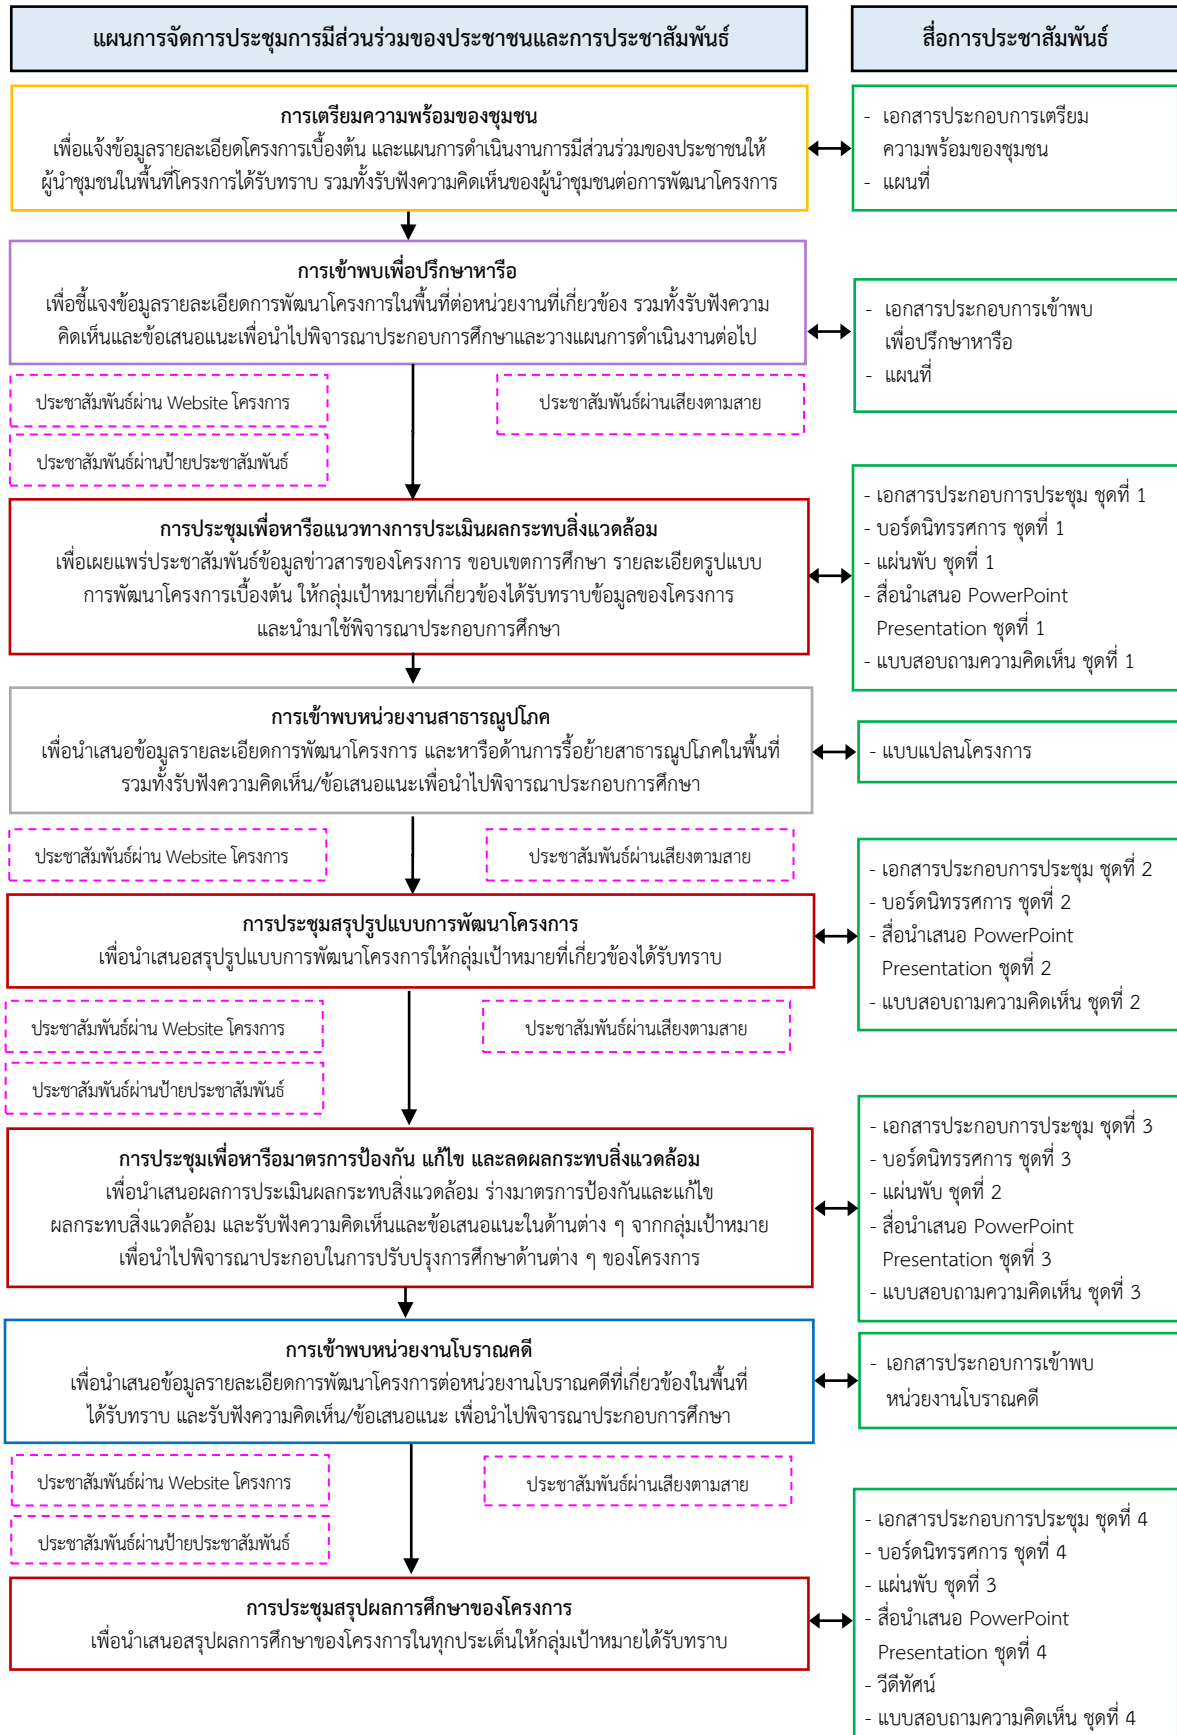 แผนการจัดการประชุมการมีส่วนร่วมของประชาชนและการประชาสัมพันธ์
สื่อการประชาสัมพันธ์
การเตรียมความพร้อมของชุมชน
เพื่อแจ้งข้อมูลรายละเอียดโครงการเบื้องต้น และแผนการดำเนินงานการมีส่วนร่วมของประชาชนให้
ผู้นำชุมชนในพื้นที่โครงการได้รับทราบ รวมทั้งรับฟังความคิดเห็นของผู้นำชุมชนต่อการพัฒนาโครงการ
- เอกสารประกอบการเตรียม
ความพร้อมของชุมชน
- แผนที่
การเข้าพบเพื่อปรึกษาหารือ
เพื่อชี้แจงข้อมูลรายละเอียดการพัฒนาโครงการในพื้นที่ต่อหน่วยงานที่เกี่ยวข้อง รวมทั้งรับฟังความ
คิดเห็นและข้อเสนอแนะเพื่อนำไปพิจารณาประกอบการศึกษาและวางแผนการดำเนินงานต่อไป
- เอกสารประกอบการเข้าพบ
เพื่อปรึกษาหารือ
- แผนที่
ประชาสัมพันธ์ผ่าน Website โครงการ
ประชาสัมพันธ์ผ่านเสียงตามสาย
ประชาสัมพันธ์ผ่านป้ายประชาสัมพันธ์
การประชุมเพื่อหารือแนวทางการประเมินผลกระทบสิ่งแวดล้อม
เพื่อเผยแพร่ประชาสัมพันธ์ข้อมูลข่าวสารของโครงการ ขอบเขตการศึกษา รายละเอียดรูปแบบ
การพัฒนาโครงการเบื้องต้น ให้กลุ่มเป้าหมายที่เกี่ยวข้องได้รับทราบข้อมูลของโครงการ
และนำมาใช้พิจารณาประกอบการศึกษา
- เอกสารประกอบการประชุม ชุดที่ 1
- บอร์ดนิทรรศการ ชุดที่ 1
- แผ่นพับ ชุดที่ 1
- สื่อนำเสนอ PowerPoint
Presentation ชุดที่ 1
- แบบสอบถามความคิดเห็น ชุดที่ 1
การเข้าพบหน่วยงานสาธารณูปโภค
เพื่อนำเสนอข้อมูลรายละเอียดการพัฒนาโครงการ และหารือด้านการรื้อย้ายสาธารณูปโภคในพื้นที่
รวมทั้งรับฟังความคิดเห็น/ข้อเสนอแนะเพื่อนำไปพิจารณาประกอบการศึกษา
- แบบแปลนโครงการ
ประชาสัมพันธ์ผ่าน Website โครงการ
ประชาสัมพันธ์ผ่านเสียงตามสาย
การประชุมสรุปรูปแบบการพัฒนาโครงการ
เพื่อนำเสนอสรุปรูปแบบการพัฒนาโครงการให้กลุ่มเป้าหมายที่เกี่ยวข้องได้รับทราบ
- เอกสารประกอบการประชุม ชุดที่ 2
- บอร์ดนิทรรศการ ชุดที่ 2
- สื่อนำเสนอ PowerPoint
Presentation ชุดที่ 2
- แบบสอบถามความคิดเห็น ชุดที่ 2
ประชาสัมพันธ์ผ่าน Website โครงการ
ประชาสัมพันธ์ผ่านเสียงตามสาย
ประชาสัมพันธ์ผ่านป้ายประชาสัมพันธ์
การประชุมเพื่อหารือมาตรการป้องกัน แก้ไข และลดผลกระทบสิ่งแวดล้อม
เพื่อนำเสนอผลการประเมินผลกระทบสิ่งแวดล้อม ร่างมาตรการป้องกันและแก้ไข
ผลกระทบสิ่งแวดล้อม และรับฟังความคิดเห็นและข้อเสนอแนะในด้านต่าง ๆ จากกลุ่มเป้าหมาย
เพื่อนำไปพิจารณาประกอบในการปรับปรุงการศึกษาด้านต่าง ๆ ของโครงการ
- เอกสารประกอบการประชุม ชุดที่ 3
- บอร์ดนิทรรศการ ชุดที่ 3
- แผ่นพับ ชุดที่ 2
- สื่อนำเสนอ PowerPoint
Presentation ชุดที่ 3
- แบบสอบถามความคิดเห็น ชุดที่ 3
การเข้าพบหน่วยงานโบราณคดี
เพื่อนำเสนอข้อมูลรายละเอียดการพัฒนาโครงการต่อหน่วยงานโบราณคดีที่เกี่ยวข้องในพื้นที่
ได้รับทราบ และรับฟังความคิดเห็น/ข้อเสนอแนะ เพื่อนำไปพิจารณาประกอบการศึกษา
- เอกสารประกอบการเข้าพบ
หน่วยงานโบราณคดี
ประชาสัมพันธ์ผ่าน Website โครงการ
ประชาสัมพันธ์ผ่านเสียงตามสาย
ประชาสัมพันธ์ผ่านป้ายประชาสัมพันธ์
การประชุมสรุปผลการศึกษาของโครงการ
เพื่อนำเสนอสรุปผลการศึกษาของโครงการในทุกประเด็นให้กลุ่มเป้าหมายได้รับทราบ
- เอกสารประกอบการประชุม ชุดที่ 4
- บอร์ดนิทรรศการ ชุดที่ 4
- แผ่นพับ ชุดที่ 3
- สื่อนำเสนอ PowerPoint
Presentation ชุดที่ 4
- วีดีทัศน์
- แบบสอบถามความคิดเห็น ชุดที่ 4